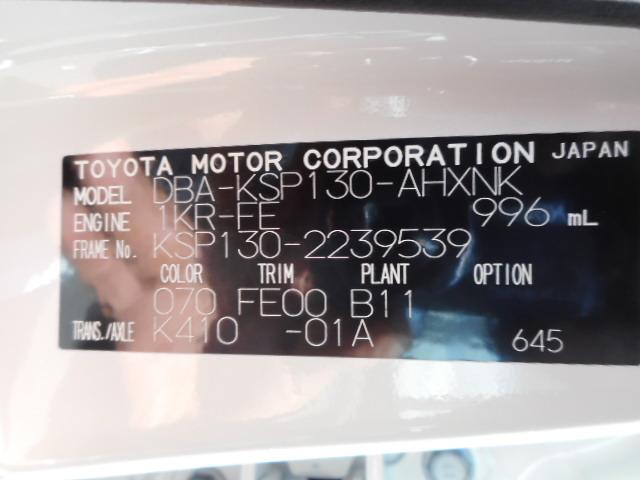 TOYOTA MOTOR CORPORATION JAPAN
MODEL DBA-KSP130-AHXNK
ENGINE 1KR-FE 996 mL
FRAME No. KSP130-2239539
COLOR TRIM PLANT OPTION
070 FE00 B11
TRANS./AXLE K410 -01A 645